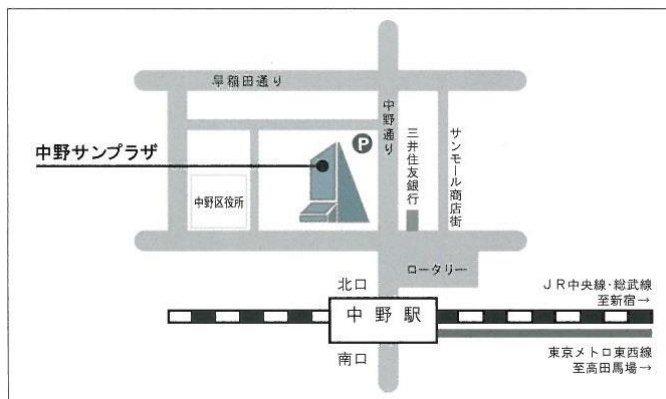 早稲田通り
中野通り
P
三井住友銀行
サンモール商店街
中野サンプラザ
中野区役所
ロータリー
北口
JR中央線・総武線
至新宿→
中野駅
南口
東京メトロ東西線
至高田馬場→